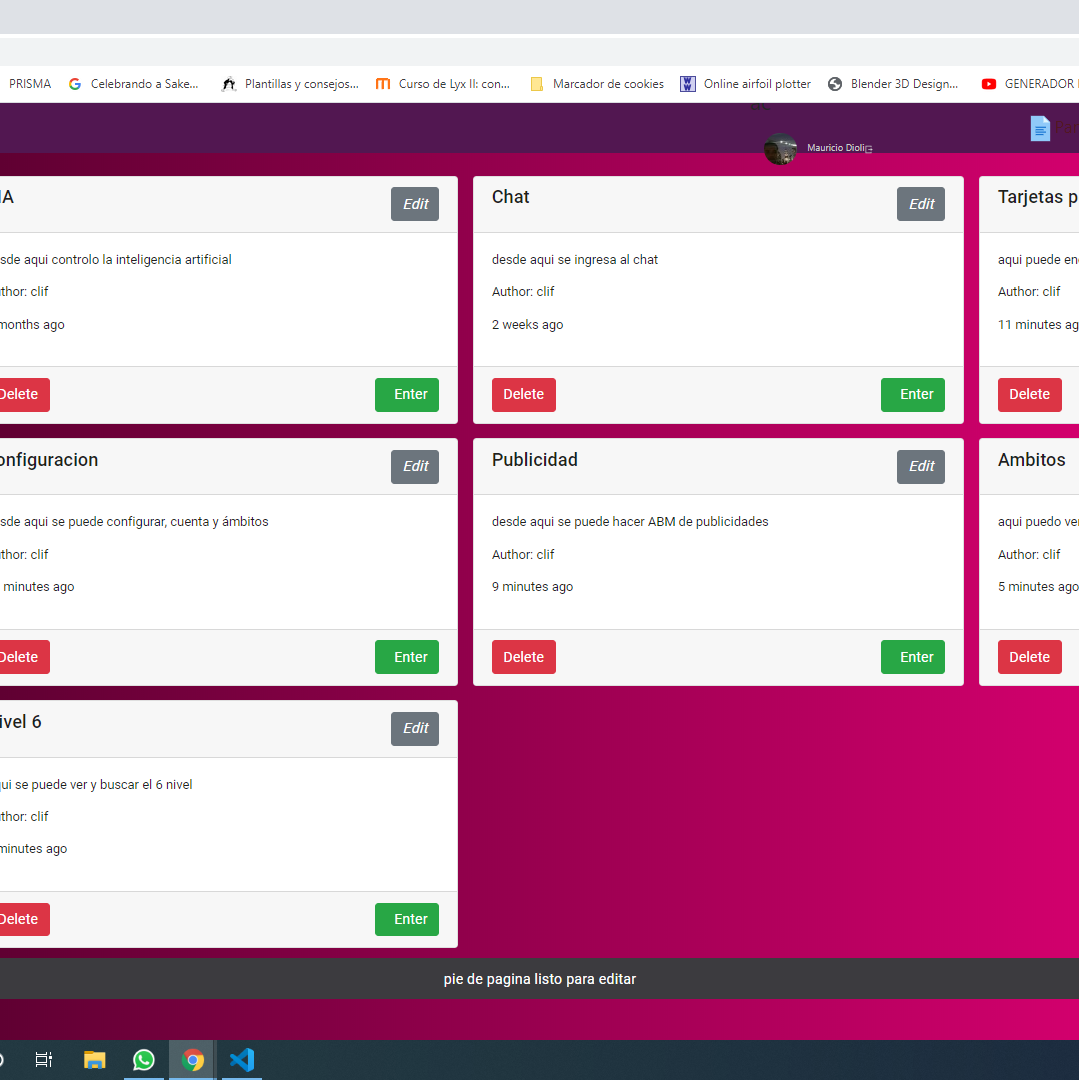 PRISMA Celebrando a Sake... Plantillas y consejos... Curso de Lyx II: con... Marcador de cookies Online airfoil plotter Blender 3D Design... GENERADOR
Mauricio Dioli
IA Edit
sde aqui controlo la inteligencia artificial
thor: clif
months ago
Delete Enter
Chat Edit
desde aqui se ingresa al chat
Author: clif
2 weeks ago
Delete Enter
Tarjetas p
aqui puede en
Author: clif
11 minutes ag
Delete
onfiguracion Edit
sde aqui se puede configurar, cuenta y ámbitos
thor: clif
minutes ago
Delete Enter
Publicidad Edit
desde aqui se puede hacer ABM de publicidades
Author: clif
9 minutes ago
Delete Enter
Ambitos
aqui puedo ve
Author: clif
5 minutes ago
Delete
ivel 6 Edit
ui se puede ver y buscar el 6 nivel
thor: clif
minutes ago
Delete Enter
pie de pagina listo para editar